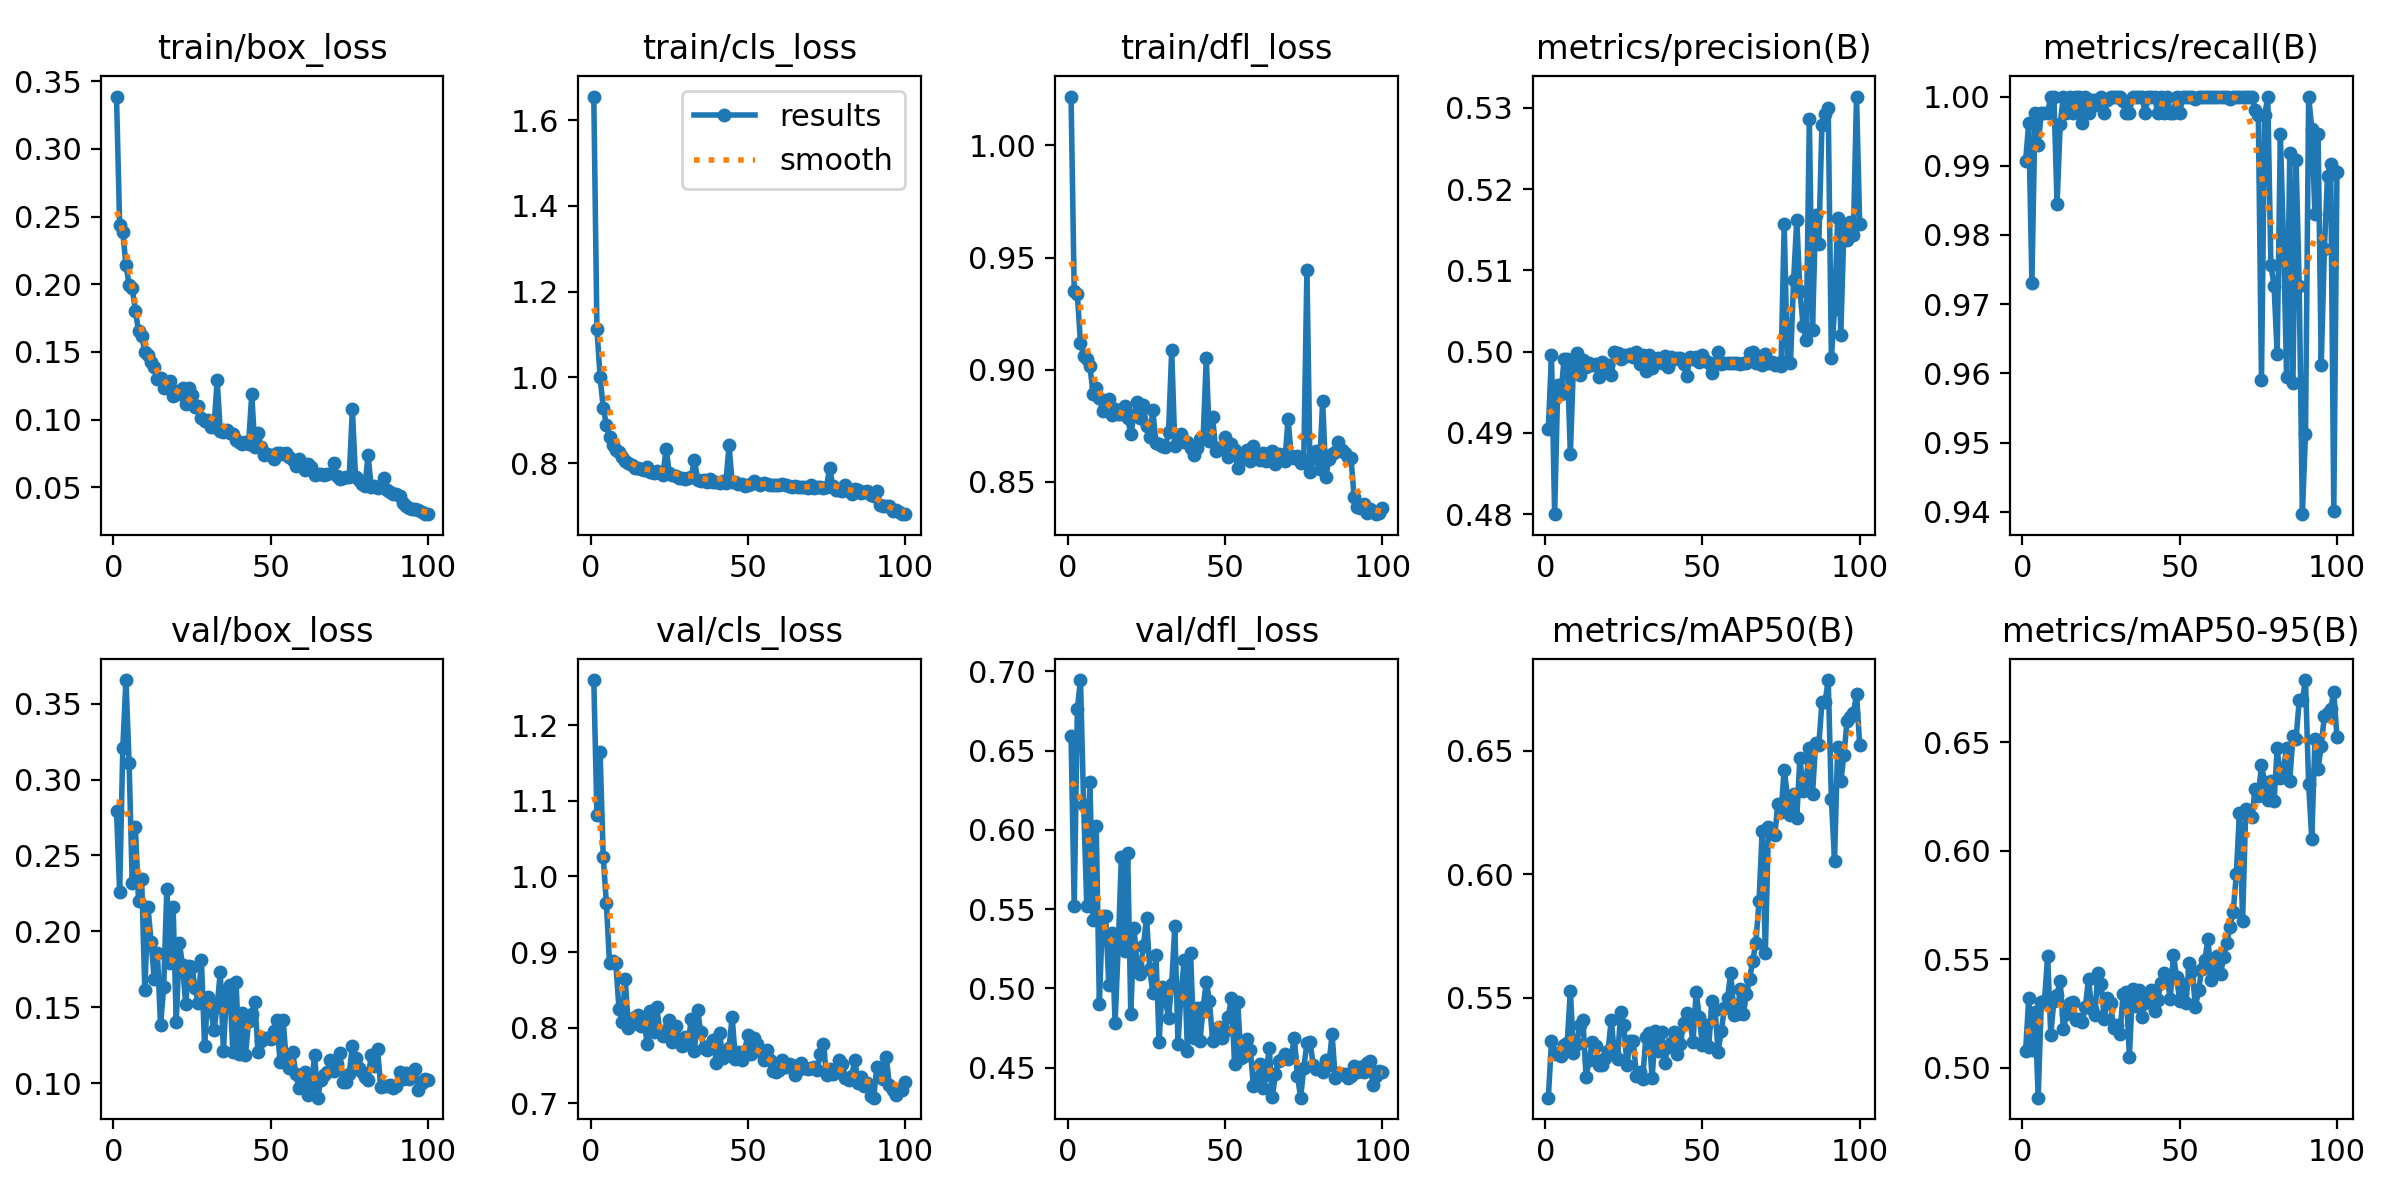 train/box_loss
0.35
0.30
0.25
0.20
0.15
0.10
0.05
0 50 100
train/cls_loss
results
smooth
1.6
1.4
1.2
1.0
0.8
0 50 100
train/dfl_loss
1.00
0.95
0.90
0.85
0 50 100
metrics/precision(B)
0.53
0.52
0.51
0.50
0.49
0.48
0 50 100
metrics/recall(B)
1.00
0.99
0.98
0.97
0.96
0.95
0.94
0 50 100
val/box_loss
0.35
0.30
0.25
0.20
0.15
0.10
0 50 100
val/cls_loss
1.2
1.1
1.0
0.9
0.8
0.7
0 50 100
val/dfl_loss
0.70
0.65
0.60
0.55
0.50
0.45
0 50 100
metrics/mAP50(B)
0.65
0.60
0.55
0 50 100
metrics/mAP50-95(B)
0.65
0.60
0.55
0.50
0 50 100